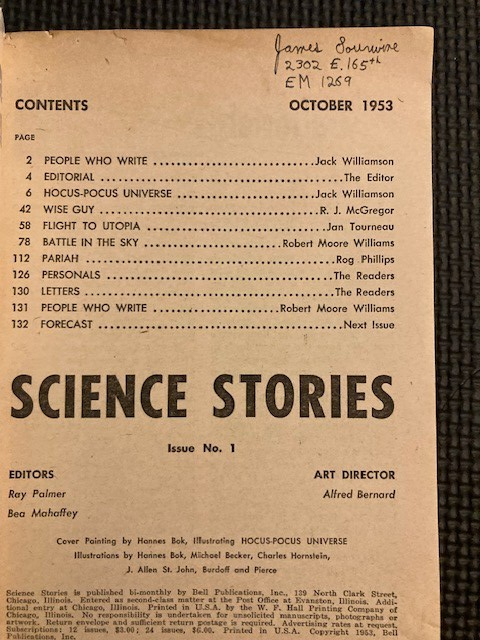 James Sourwine
2302 E. 165th
EM 1269
CONTENTS OCTOBER 1953
PAGE
2 PEOPLE WHO WRITE ........................Jack Williamson
4 EDITORIAL ........................The Editor
6 HOCUS-POCUS UNIVERSE ........................Jack Williamson
42 WISE GUY ........................R. J. McGregor
58 FLIGHT TO UTOPIA ........................Jan Tourneau
78 BATTLE IN THE SKY ........................Robert Moore Williams
112 PARIAH ........................Rog Phillips
126 PERSONALS ........................The Readers
130 LETTERS ........................The Readers
131 PEOPLE WHO WRITE ........................Robert Moore Williams
132 FORECAST ........................Next Issue
SCIENCE STORIES
Issue No. 1
EDITORS ART DIRECTOR
Ray Palmer Alfred Bernard
Bea Mahaffey
Cover Painting by Hannes Bok, Illustrating HOCUS-POCUS UNIVERSE
Illustrations by Hannes Bok, Michael Becker, Charles Hornstein,
J. Allen St. John, Burdoff and Pierce
Science Stories is published bi-monthly by Bell Publications, Inc., 139 North Clark Street,
Chicago, Illinois. Entered as second-class matter at the Post Office at Evanston, Illinois. Addi-
tional entry at Chicago, Illinois. Printed in U.S.A. by the W. F. Hall Printing Company of
Chicago, Illinois. No responsibility is undertaken for unsolicited manuscripts, photographs or
artwork. Return envelope and sufficient return postage is required. Advertising rates at request.
Subscriptions: 12 issues, $3.00; 24 issues, $6.00. Printed in U.S.A. Copyright 1953, Bell
Publications, Inc.